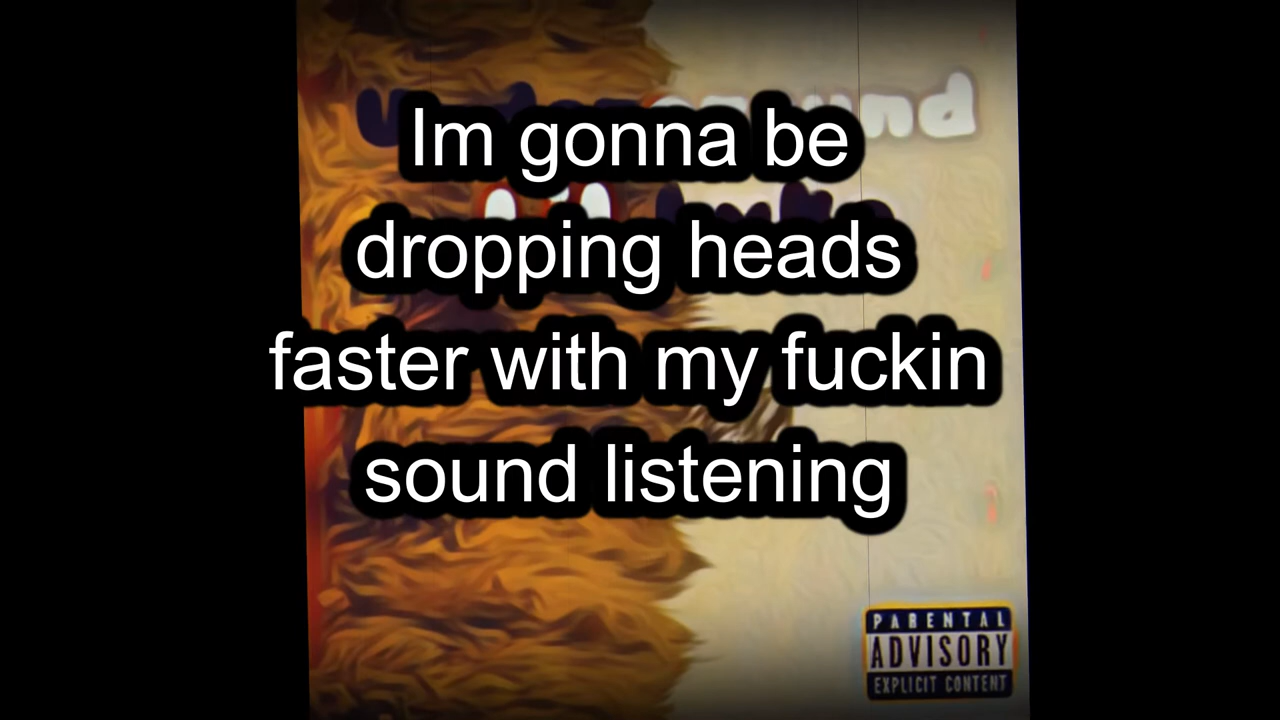 Im gonna be
dropping heads
faster with my fuckin
sound listening
PARENTAL
ADVISORY
EXPLICIT CONTENT